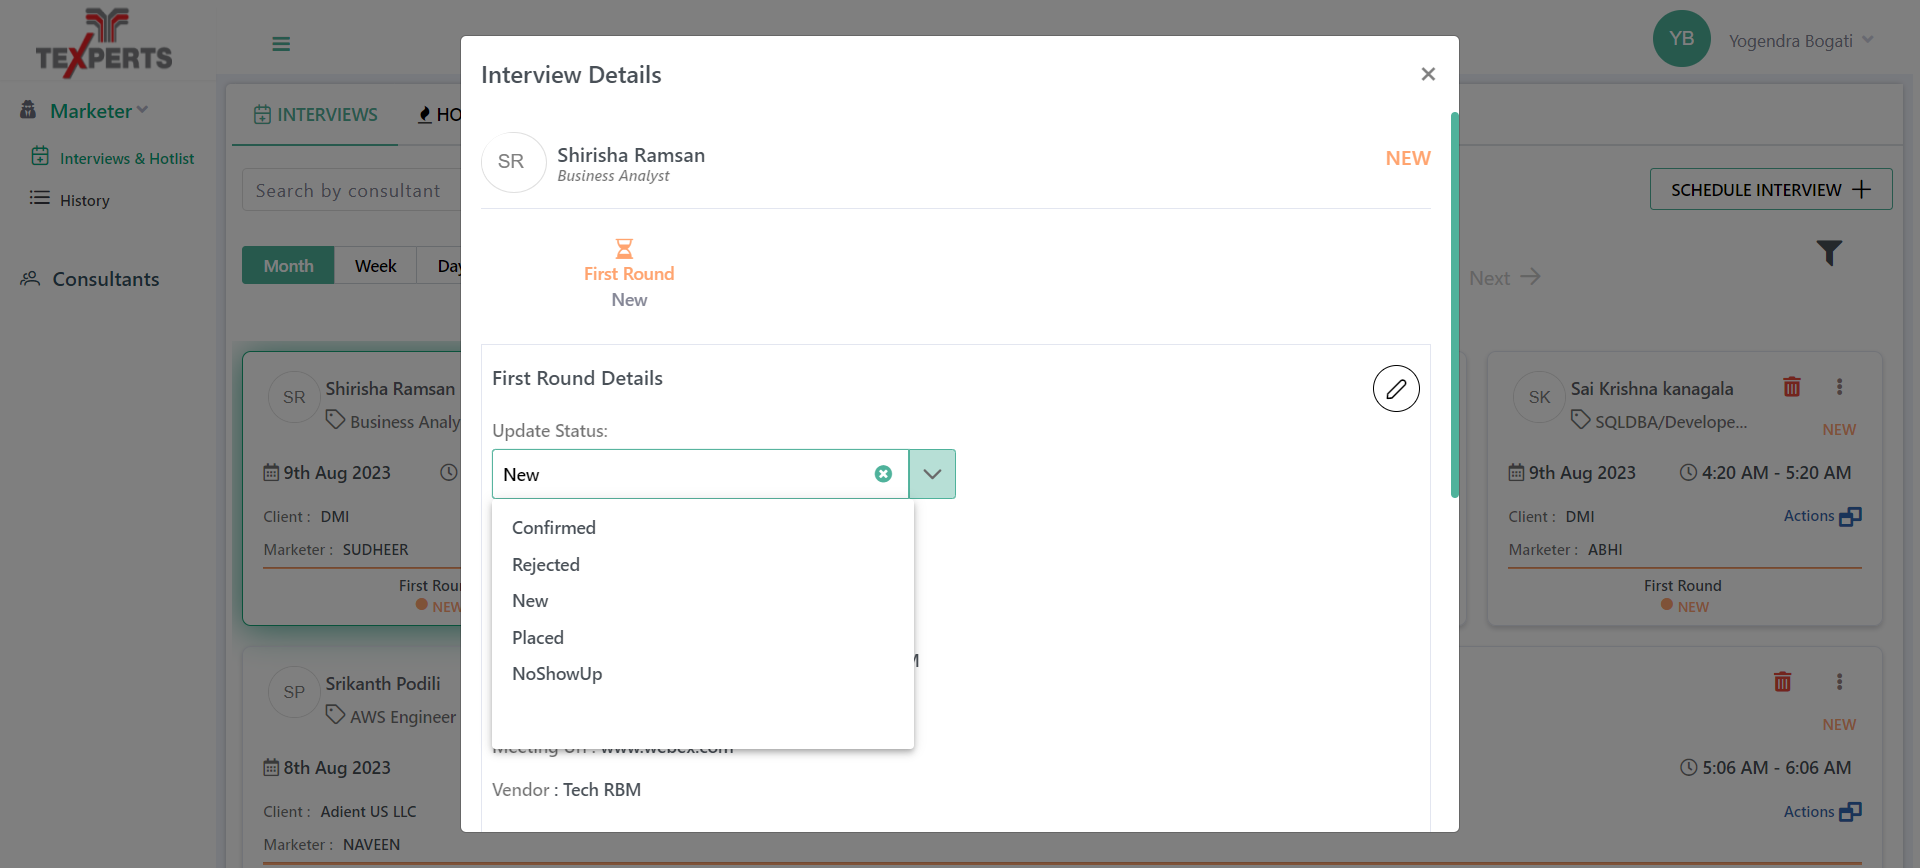 TEXPERTS
YB
Yogendra Bogati
Marketer
Interviews & Hotlist
History
Consultants
INTERVIEWS
HO
Search by consultant
SCHEDULE INTERVIEW
Month
Week
Day
Next
SR
Shirisha Ramsan
Business Analy
9th Aug 2023
Client : DMI
Marketer : SUDHEER
First Rou
NEW
SP
Srikanth Podili
AWS Engineer
8th Aug 2023
Client : Adient US LLC
Marketer : NAVEEN
Interview Details
SR
Shirisha Ramsan
Business Analyst
NEW
First Round
New
First Round Details
Update Status:
New
Confirmed
Rejected
New
Placed
NoShowUp
M
Meeting Url : www.webex.com
Vendor : Tech RBM
SK
Sai Krishna kanagala
SQLDBA/Develope...
NEW
9th Aug 2023
4:20 AM - 5:20 AM
Client : DMI
Actions
Marketer : ABHI
First Round
NEW
NEW
5:06 AM - 6:06 AM
Actions